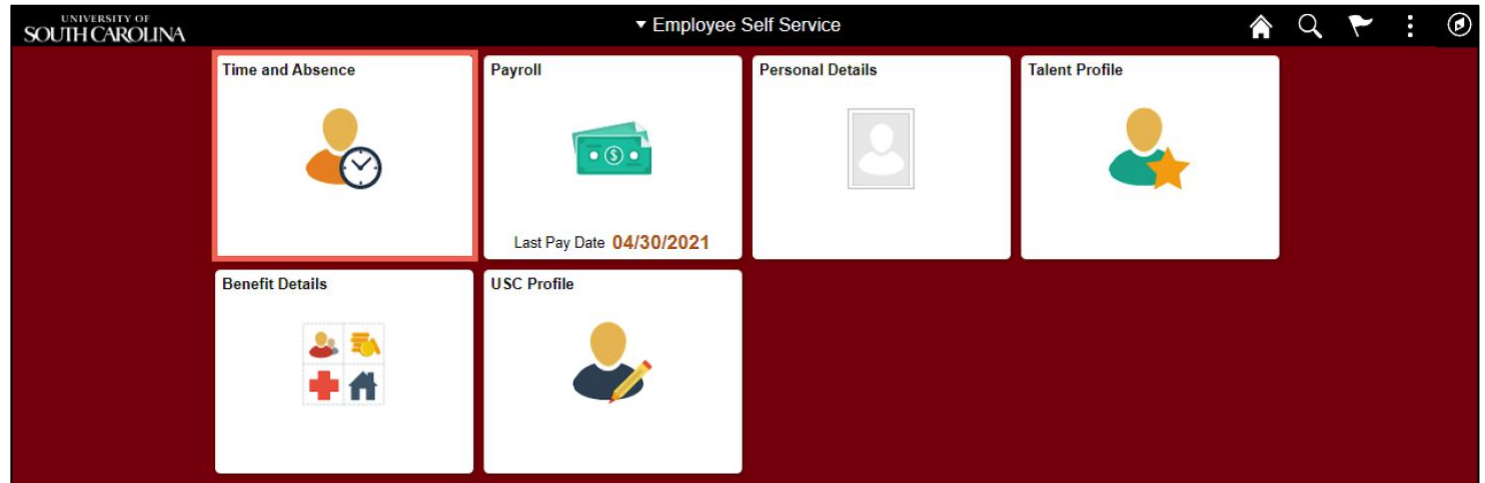 UNIVERSITY OF
SOUTH CAROLINA
Employee Self Service
Time and Absence
Payroll
Personal Details
Talent Profile
Last Pay Date 04/30/2021
Benefit Details
USC Profile